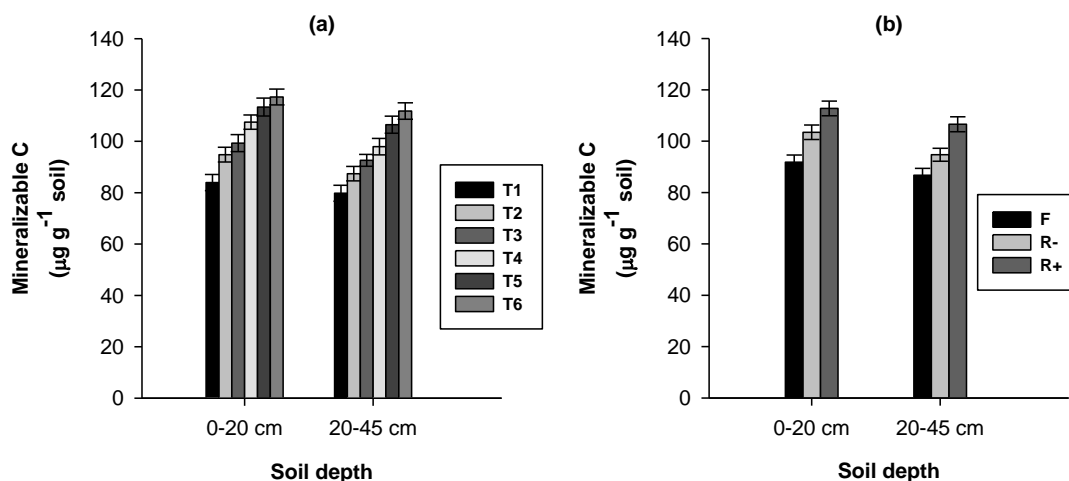 (a)
Mineralizable C
(µg g⁻¹ soil)
140
120
100
80
60
40
20
0
0-20 cm
20-45 cm
Soil depth
T1
T2
T3
T4
T5
T6
(b)
Mineralizable C
(µg g⁻¹ soil)
140
120
100
80
60
40
20
0
0-20 cm
20-45 cm
Soil depth
F
R-
R+